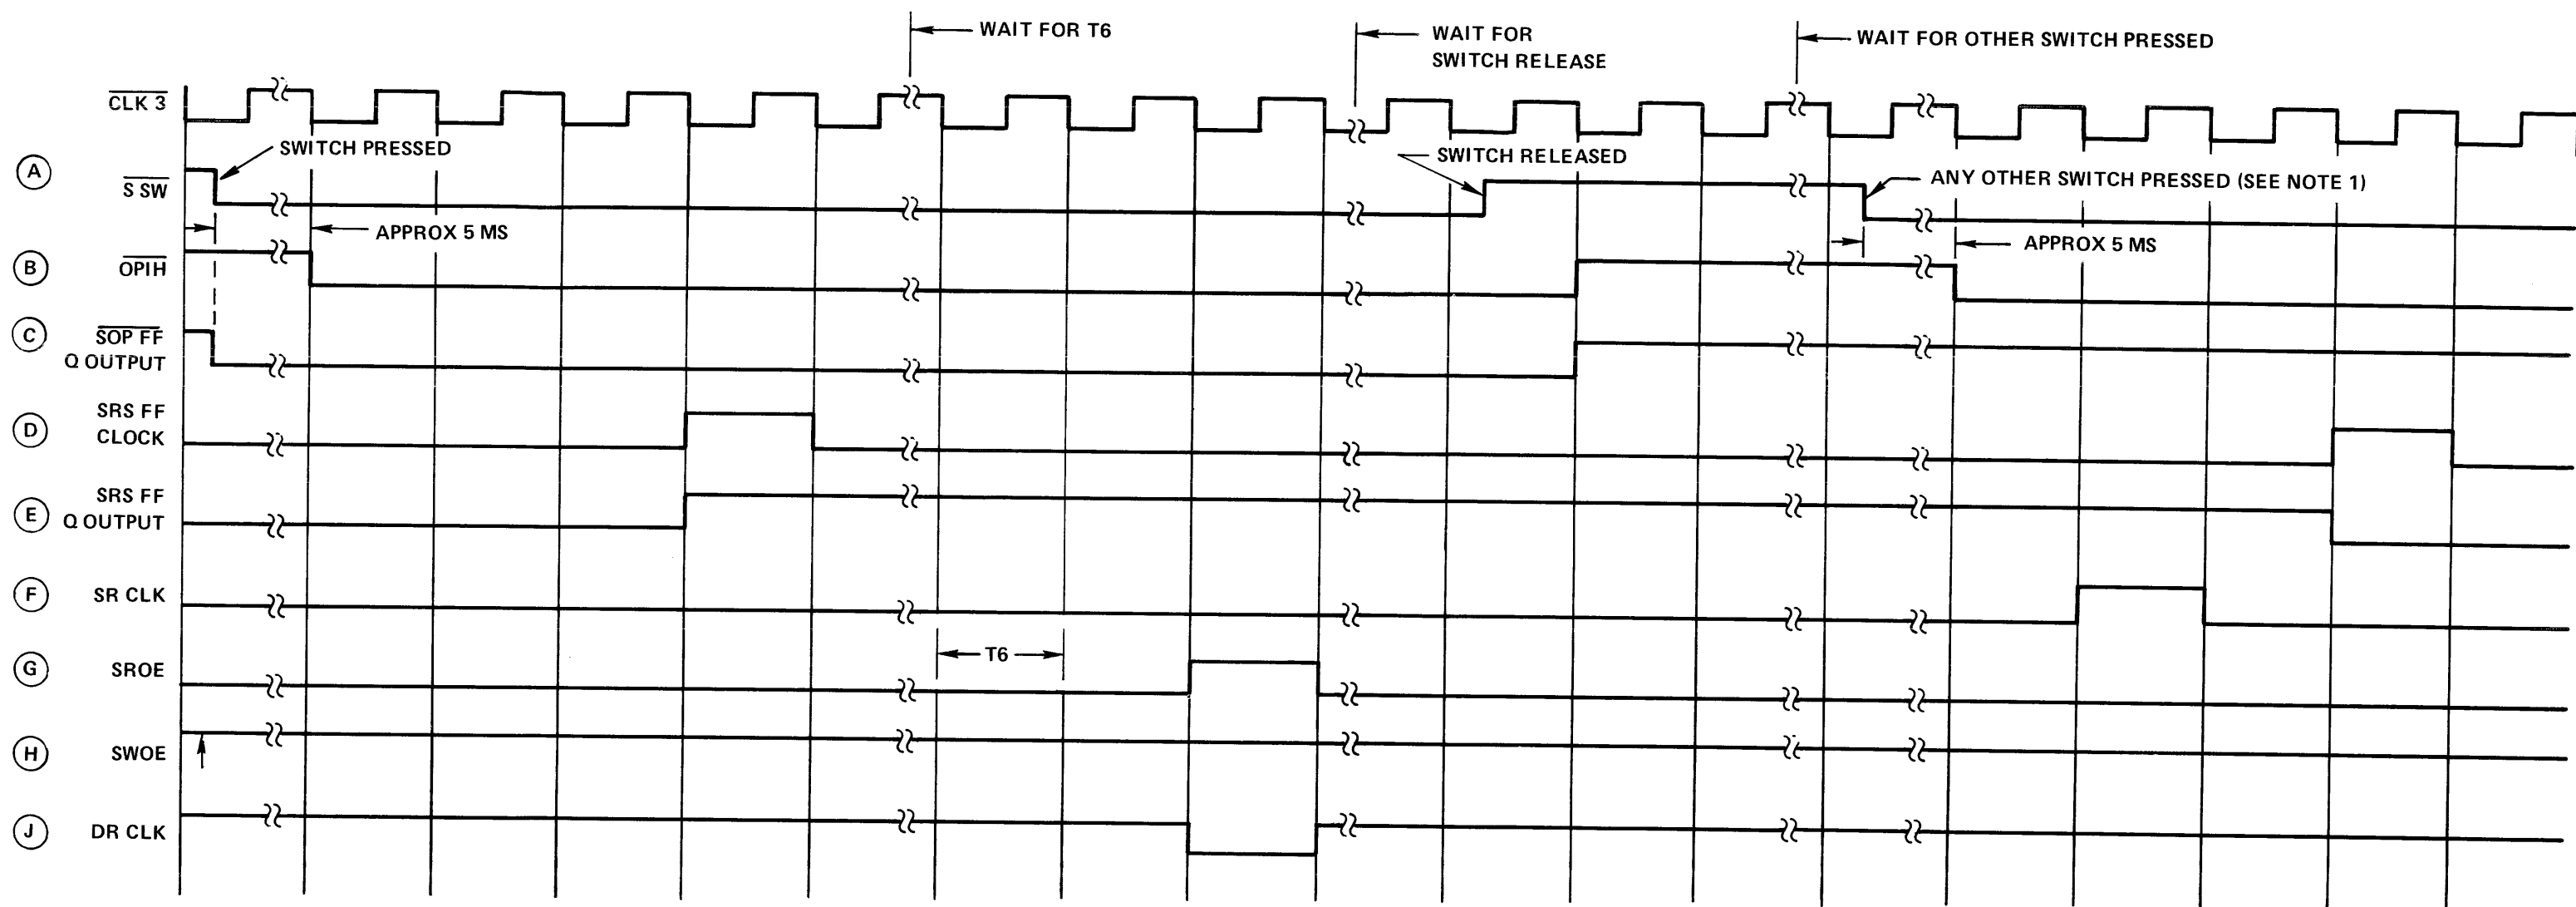 WAIT FOR T6
WAIT FOR
SWITCH RELEASE
WAIT FOR OTHER SWITCH PRESSED
CLK 3
SWITCH PRESSED
SWITCH RELEASED
A
S SW
ANY OTHER SWITCH PRESSED (SEE NOTE 1)
APPROX 5 MS
APPROX 5 MS
B
OPIH
C
SOP FF
Q OUTPUT
D
SRS FF
CLOCK
E
SRS FF
Q OUTPUT
F
SR CLK
T6
G
SROE
H
SWOE
J
DR CLK